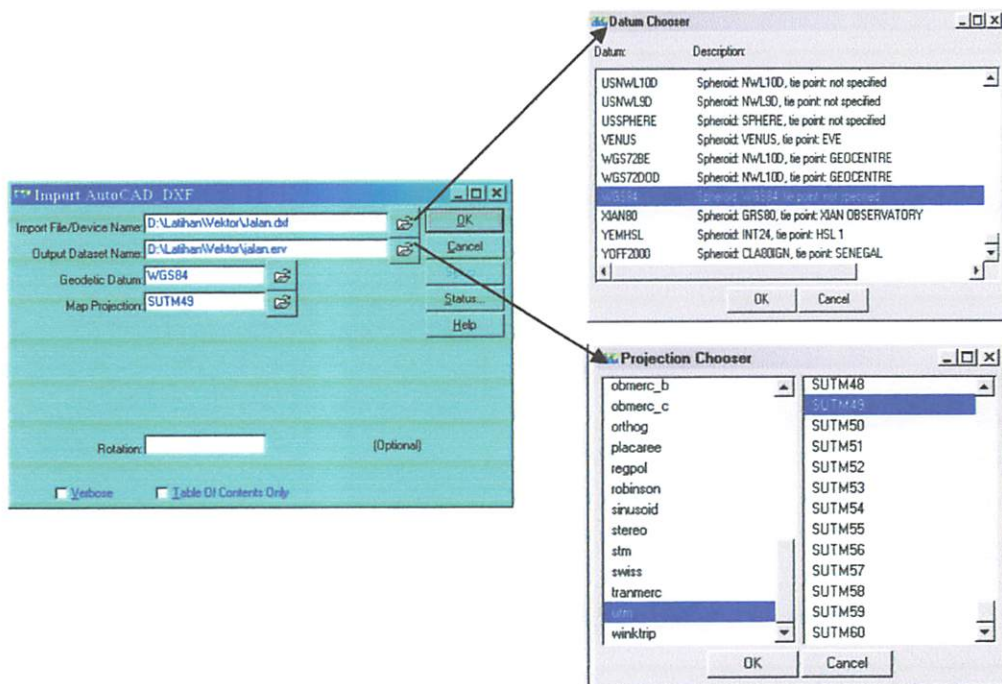 Import AutoCAD_DXF
Import File/Device Name: D:\Latihan\Vektor\Jalan.dxf
OK
Output Dataset Name: D:\Latihan\Vektor\jalan.erv
Cancel
Geodetic Datum: WGS84
Map Projection: SUTM49
Status...
Help
Rotation:
(Optional)
Verbose
Table Of Contents Only
Datum Chooser
Datum: Description:
USNWL10D Spheroid: NWL10D, tie point: not specified
USNWL9D Spheroid: NWL9D, tie point: not specified
USSPHERE Spheroid: SPHERE, tie point: not specified
VENUS Spheroid: VENUS, tie point: EVE
WGS72BE Spheroid: NWL10D, tie point: GEOCENTRE
WGS72DOD Spheroid: NWL10D, tie point: GEOCENTRE
WGS84 Spheroid: WGS84, tie point: not specified
XIAN80 Spheroid: GRS80, tie point: XIAN OBSERVATORY
YEMHSL Spheroid: INT24, tie point: HSL 1
YOFF2000 Spheroid: CLA80IGN, tie point: SENEGAL
OK Cancel
Projection Chooser
obmerc_b
obmerc_c
orthog
placaree
regpol
robinson
sinusoid
stereo
stm
swiss
tranmerc
utm
winktrip
SUTM48
SUTM49
SUTM50
SUTM51
SUTM52
SUTM53
SUTM54
SUTM55
SUTM56
SUTM57
SUTM58
SUTM59
SUTM60
OK Cancel